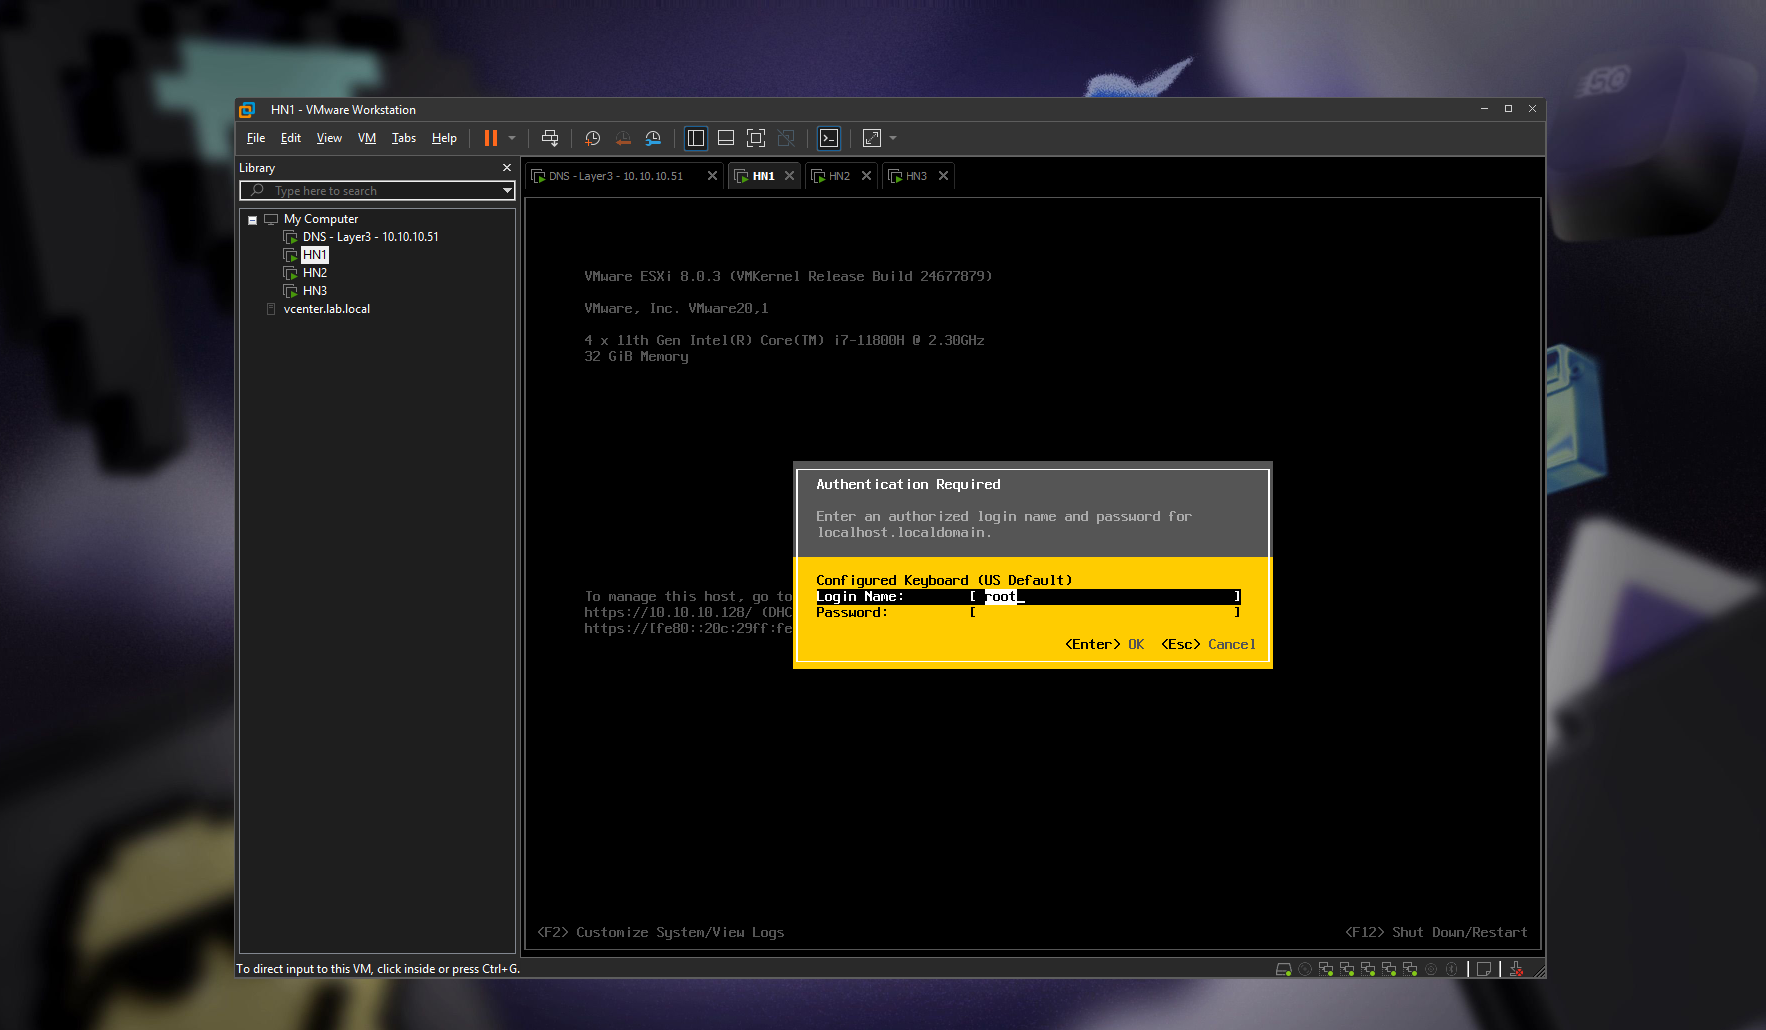 HN1 - VMware Workstation
File Edit View VM Tabs Help
Library
Type here to search
My Computer
DNS - Layer3 - 10.10.10.51
HN1
HN2
HN3
vcenter.lab.local
DNS - Layer3 - 10.10.10.51 HN1 HN2 HN3
VMware ESXi 8.0.3 (VMKernel Release Build 24677879)
VMware, Inc. VMware20,1
4 x 11th Gen Intel(R) Core(TM) i7-11800H @ 2.30GHz
32 GiB Memory
To manage this host, go to
https://10.10.10.128/ (DHC
https://[fe80::20c:29ff:fe
Authentication Required
Enter an authorized login name and password for
localhost.localdomain.
Configured Keyboard (US Default)
Login Name: [ root_ ]
Password: [ ]
<Enter> OK <Esc> Cancel
<F2> Customize System/View Logs
<F12> Shut Down/Restart
To direct input to this VM, click inside or press Ctrl+G.
60